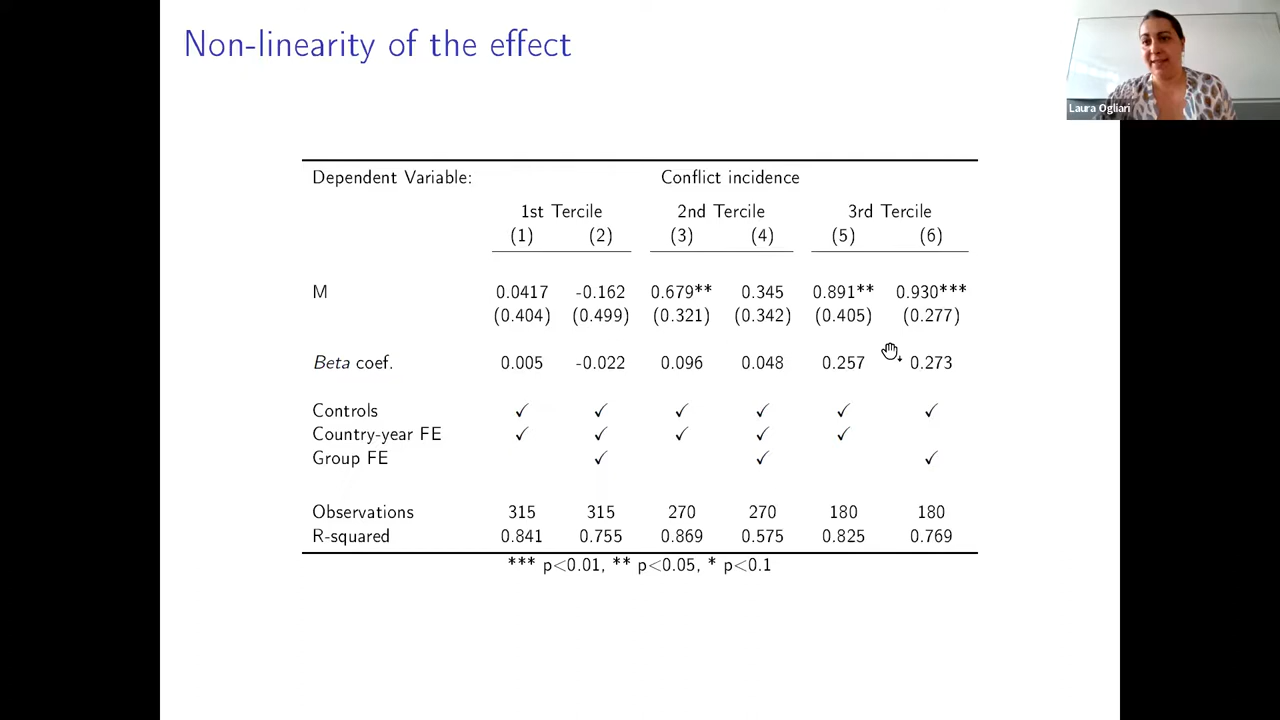 Non-linearity of the effect
Laura Ogliari
Dependent Variable: Conflict incidence
1st Tercile 2nd Tercile 3rd Tercile
(1) (2) (3) (4) (5) (6)
M 0.0417 -0.162 0.679** 0.345 0.891** 0.930***
(0.404) (0.499) (0.321) (0.342) (0.405) (0.277)
Beta coef. 0.005 -0.022 0.096 0.048 0.257 0.273
Controls ✓ ✓ ✓ ✓ ✓ ✓
Country-year FE ✓ ✓ ✓ ✓ ✓
Group FE ✓ ✓ ✓
Observations 315 315 270 270 180 180
R-squared 0.841 0.755 0.869 0.575 0.825 0.769
*** p<0.01, ** p<0.05, * p<0.1